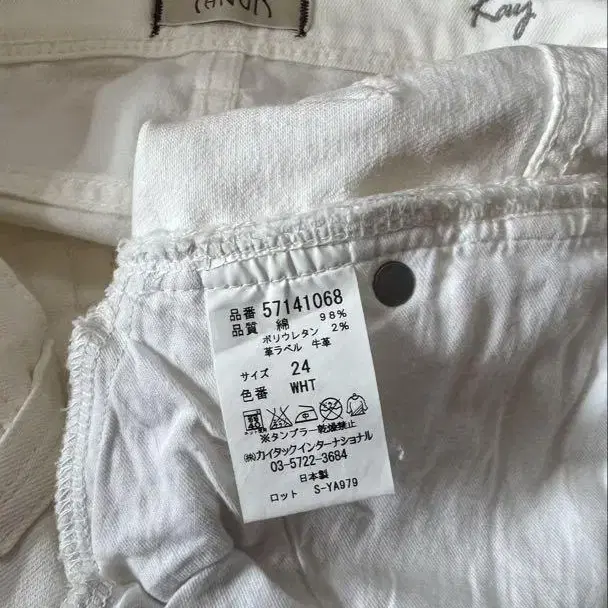 Kay
品番 57141068
品質 綿 98%
ポリウレタン 2%
革ラベル 牛革
サイズ 24
色番 WHT
※タンブラー乾燥禁止
㈱カイタックインターナショナル
03-5722-3684
日本製
ロット S-YA979